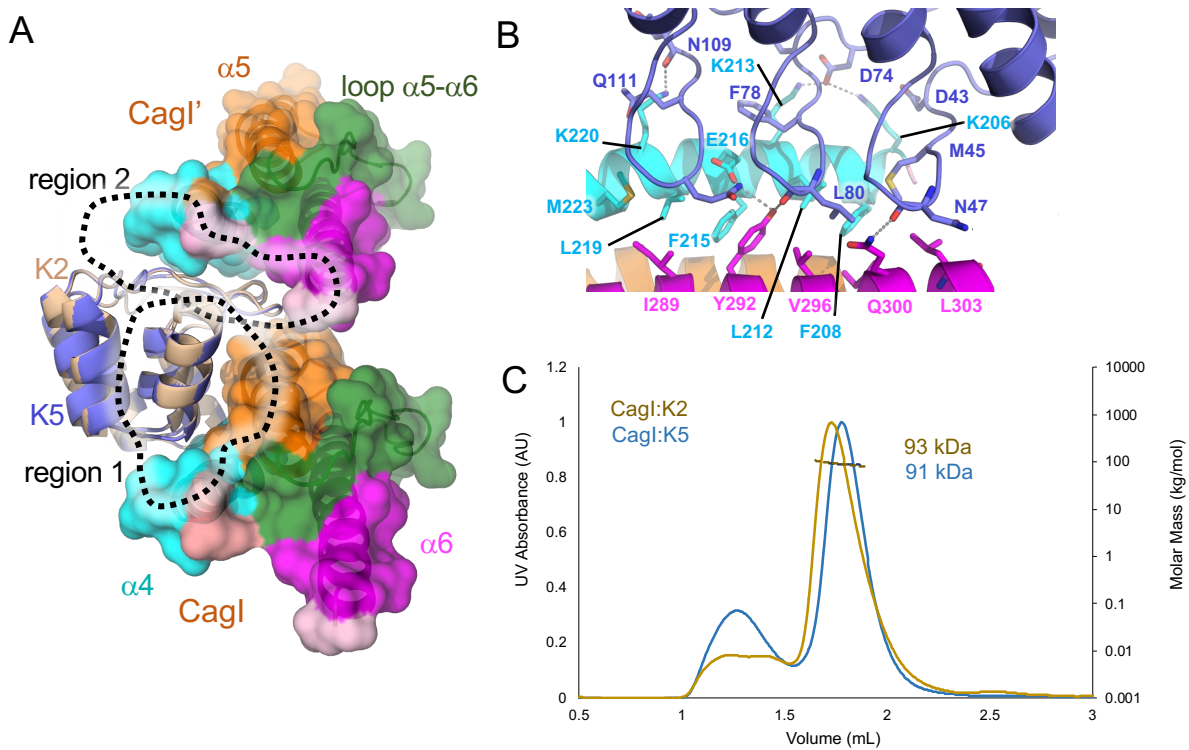 A
α5
CagI’
loop α5-α6
region 2
K2
K5
region 1
α4
CagI
α6
B
N109
K213
Q111
F78
D74
D43
K220
E216
K206
M45
M223
L80
N47
L219
F215
I289
Y292
V296
Q300
L303
L212
F208
C
CagI:K2
CagI:K5
93 kDa
91 kDa
UV Absorbance (AU)
1.2
1
0.8
0.6
0.4
0.2
0
0.5
1
1.5
2
2.5
3
Volume (mL)
10000
1000
100
10
1
0.1
0.01
0.001
Molar Mass (kg/mol)